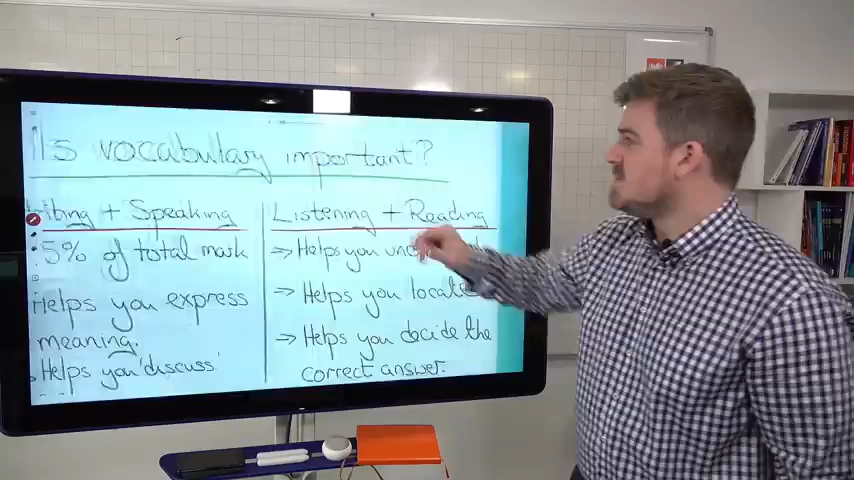 Is vocabulary important?
+ Speaking
5% of total mark
Helps you express
meaning.
Helps you 'discuss'
Listening + Reading
⇒ Helps you
⇒ Helps you locate
⇒ Helps you decide the
correct answer.